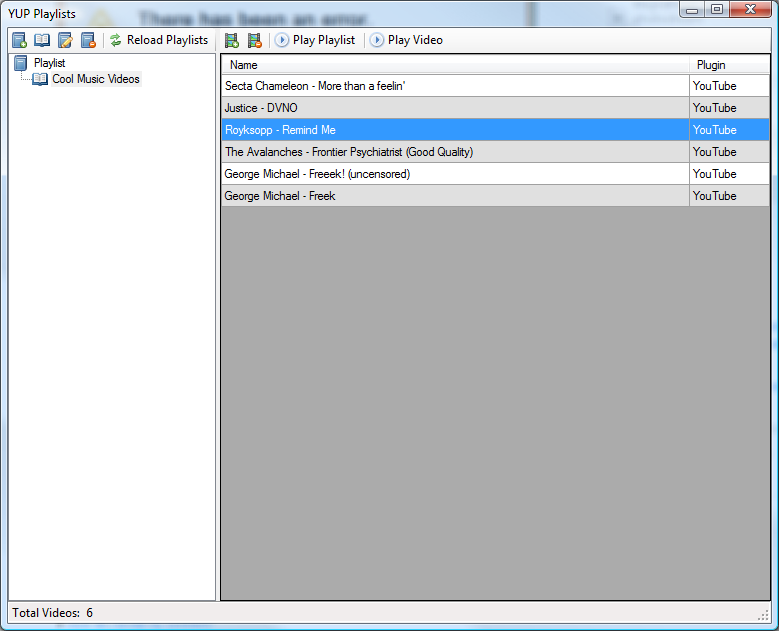 YUP Playlists
There has been an error.
Reload Playlists Play Playlist Play Video
Playlist
Cool Music Videos
Name Plugin
Secta Chameleon - More than a feelin' YouTube
Justice - DVNO YouTube
Royksopp - Remind Me YouTube
The Avalanches - Frontier Psychiatrist (Good Quality) YouTube
George Michael - Freeek! (uncensored) YouTube
George Michael - Freek YouTube
Total Videos: 6